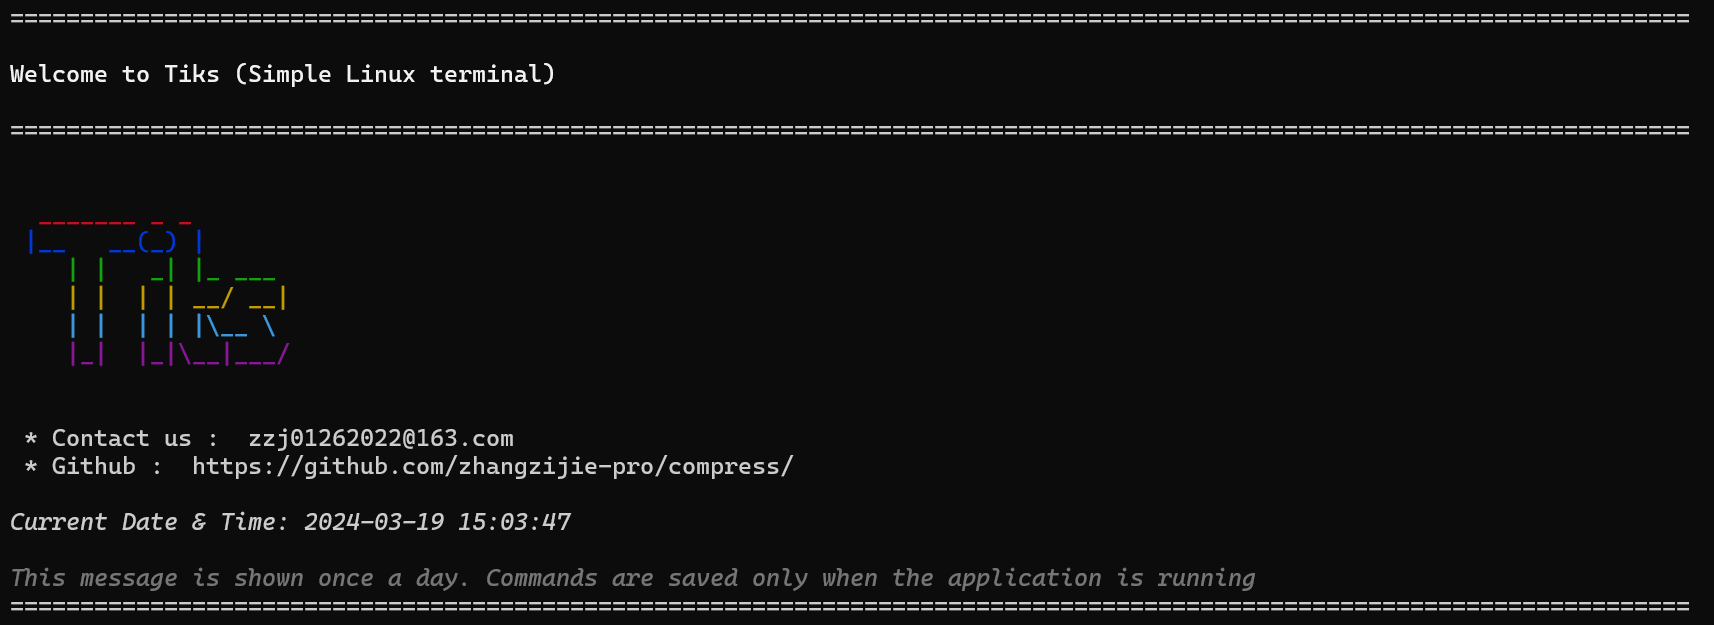 ========================================================================================================================
Welcome to Tiks (Simple Linux terminal)
========================================================================================================================
  _______ _ _
 |__   __(_) |
    | |   _| |_ ___
    | |  | | __/ __|
    | |  | | |\__ \
    |_|  |_|\__|___/
 * Contact us :  zzj01262022@163.com
 * Github :  https://github.com/zhangzijie-pro/compress/
Current Date & Time: 2024-03-19 15:03:47
This message is shown once a day. Commands are saved only when the application is running
========================================================================================================================